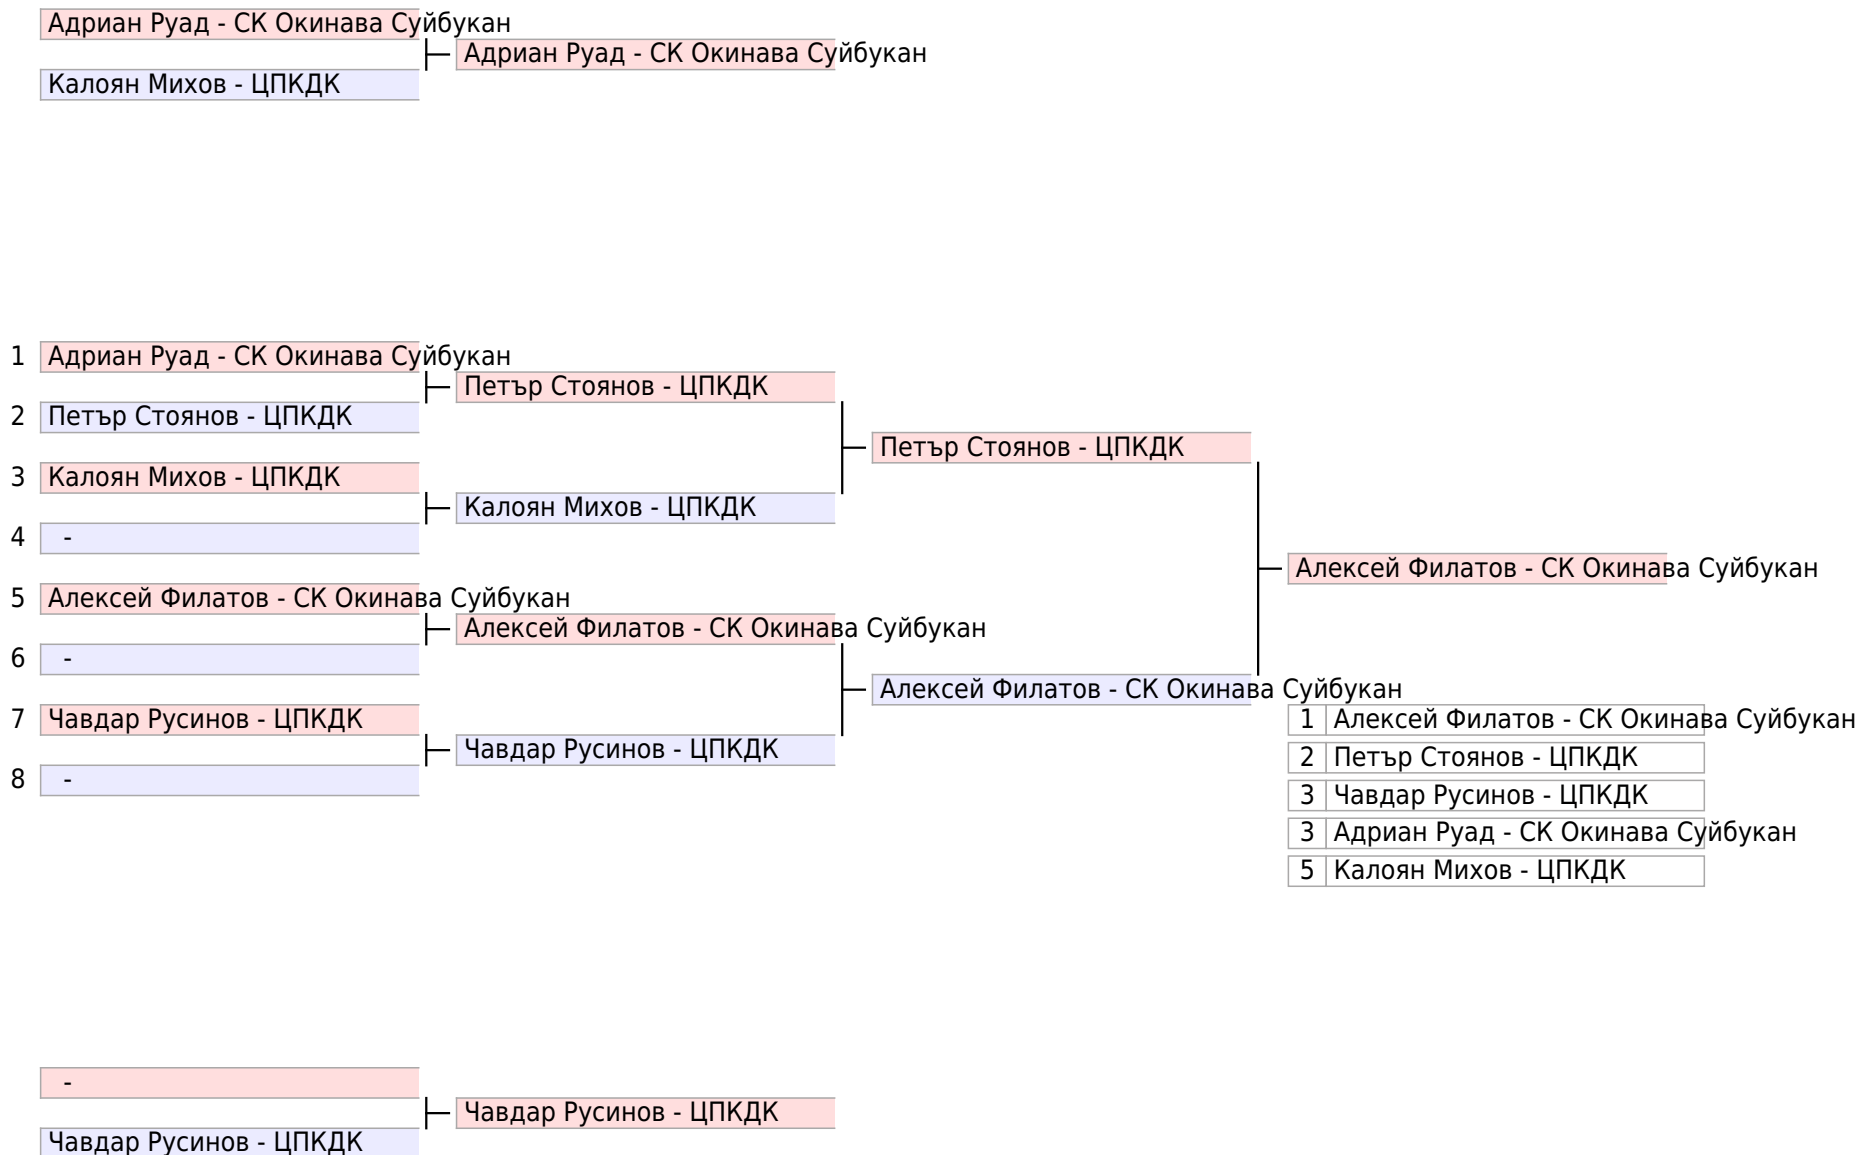 Адриан Руад - СК Окинава Суйбукан
Адриан Руад - СК Окинава Суйбукан
Калоян Михов - ЦПКДК
1 Адриан Руад - СК Окинава Суйбукан
Петър Стоянов - ЦПКДК
2 Петър Стоянов - ЦПКДК
Петър Стоянов - ЦПКДК
3 Калоян Михов - ЦПКДК
Калоян Михов - ЦПКДК
4 -
Алексей Филатов - СК Окинава Суйбукан
5 Алексей Филатов - СК Окинава Суйбукан
Алексей Филатов - СК Окинава Суйбукан
6 -
Алексей Филатов - СК Окинава Суйбукан
7 Чавдар Русинов - ЦПКДК
Чавдар Русинов - ЦПКДК
8 -
1 Алексей Филатов - СК Окинава Суйбукан
2 Петър Стоянов - ЦПКДК
3 Чавдар Русинов - ЦПКДК
3 Адриан Руад - СК Окинава Суйбукан
5 Калоян Михов - ЦПКДК
-
Чавдар Русинов - ЦПКДК
Чавдар Русинов - ЦПКДК